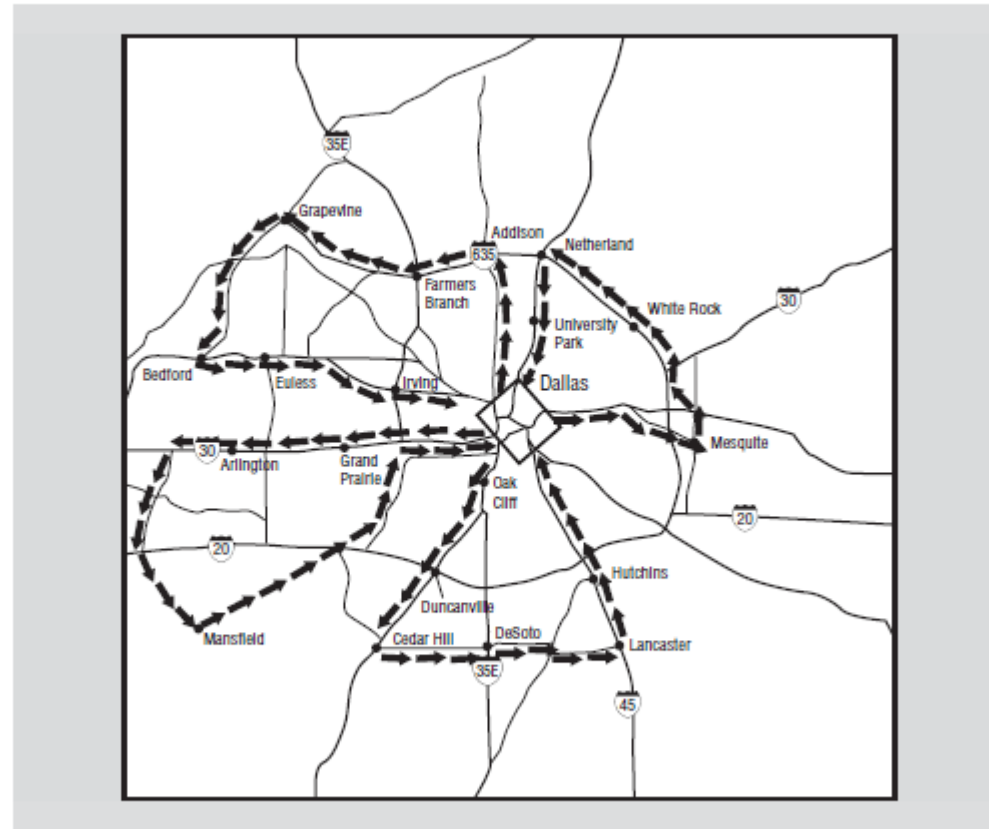 35E
Grapevine
Addison
Netherland
635
Farmers
Branch
White Rock
30
University
Park
Bedford
Euless
Irving
Dallas
Mesquite
30
Arlington
Grand
Prairie
Oak
Cliff
20
20
Hutchins
Duncanville
Mansfield
Cedar Hill
DeSoto
Lancaster
35E
45